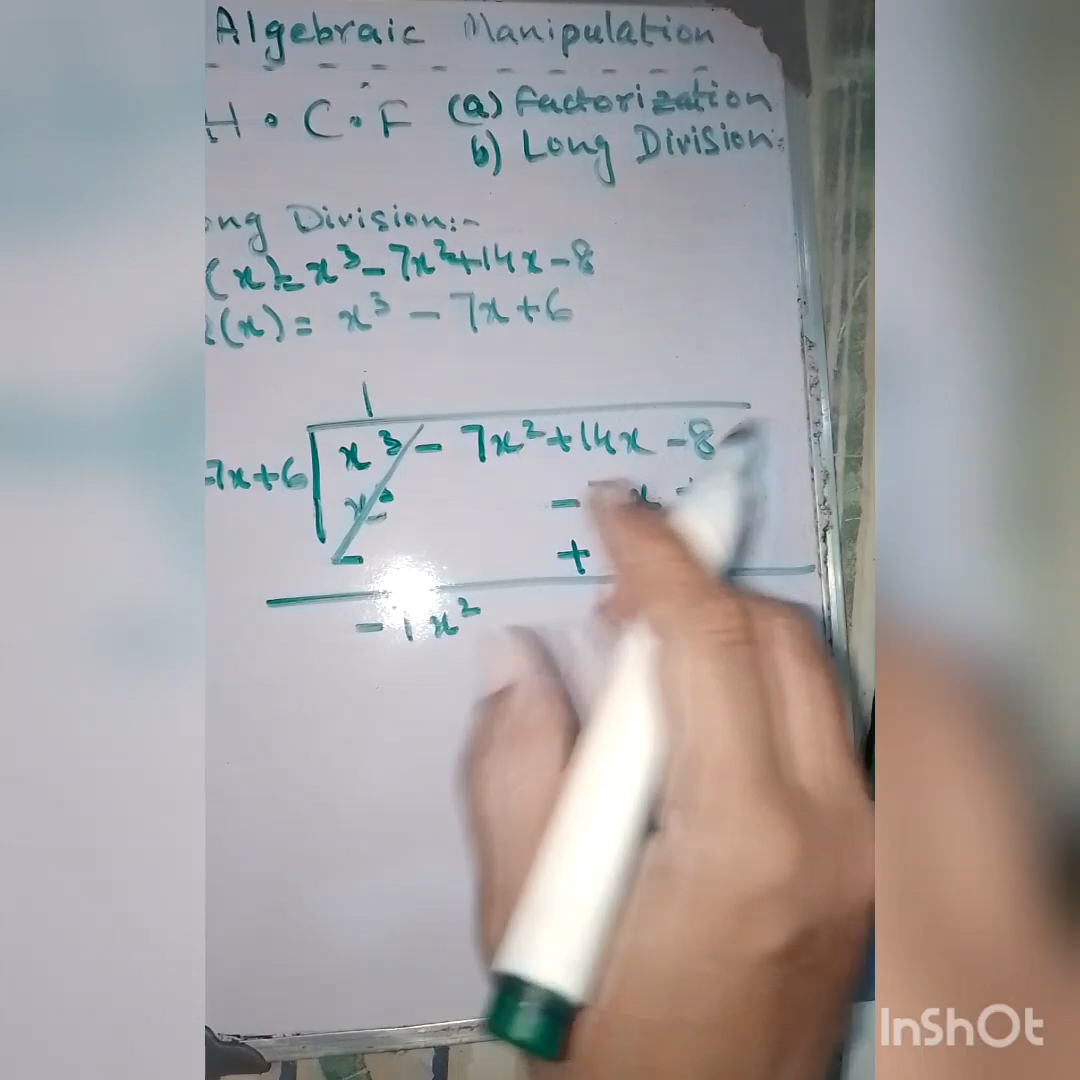 Algebraic Manipulation
H.C.F (a) Factorization
b) Long Division:
ong Division:-
(x)= x³ - 7x² + 14x - 8
(x) = x³ - 7x + 6
1
-7x+6 x³ - 7x² + 14x - 8
x³ - x
- +
-7x²
InShOt